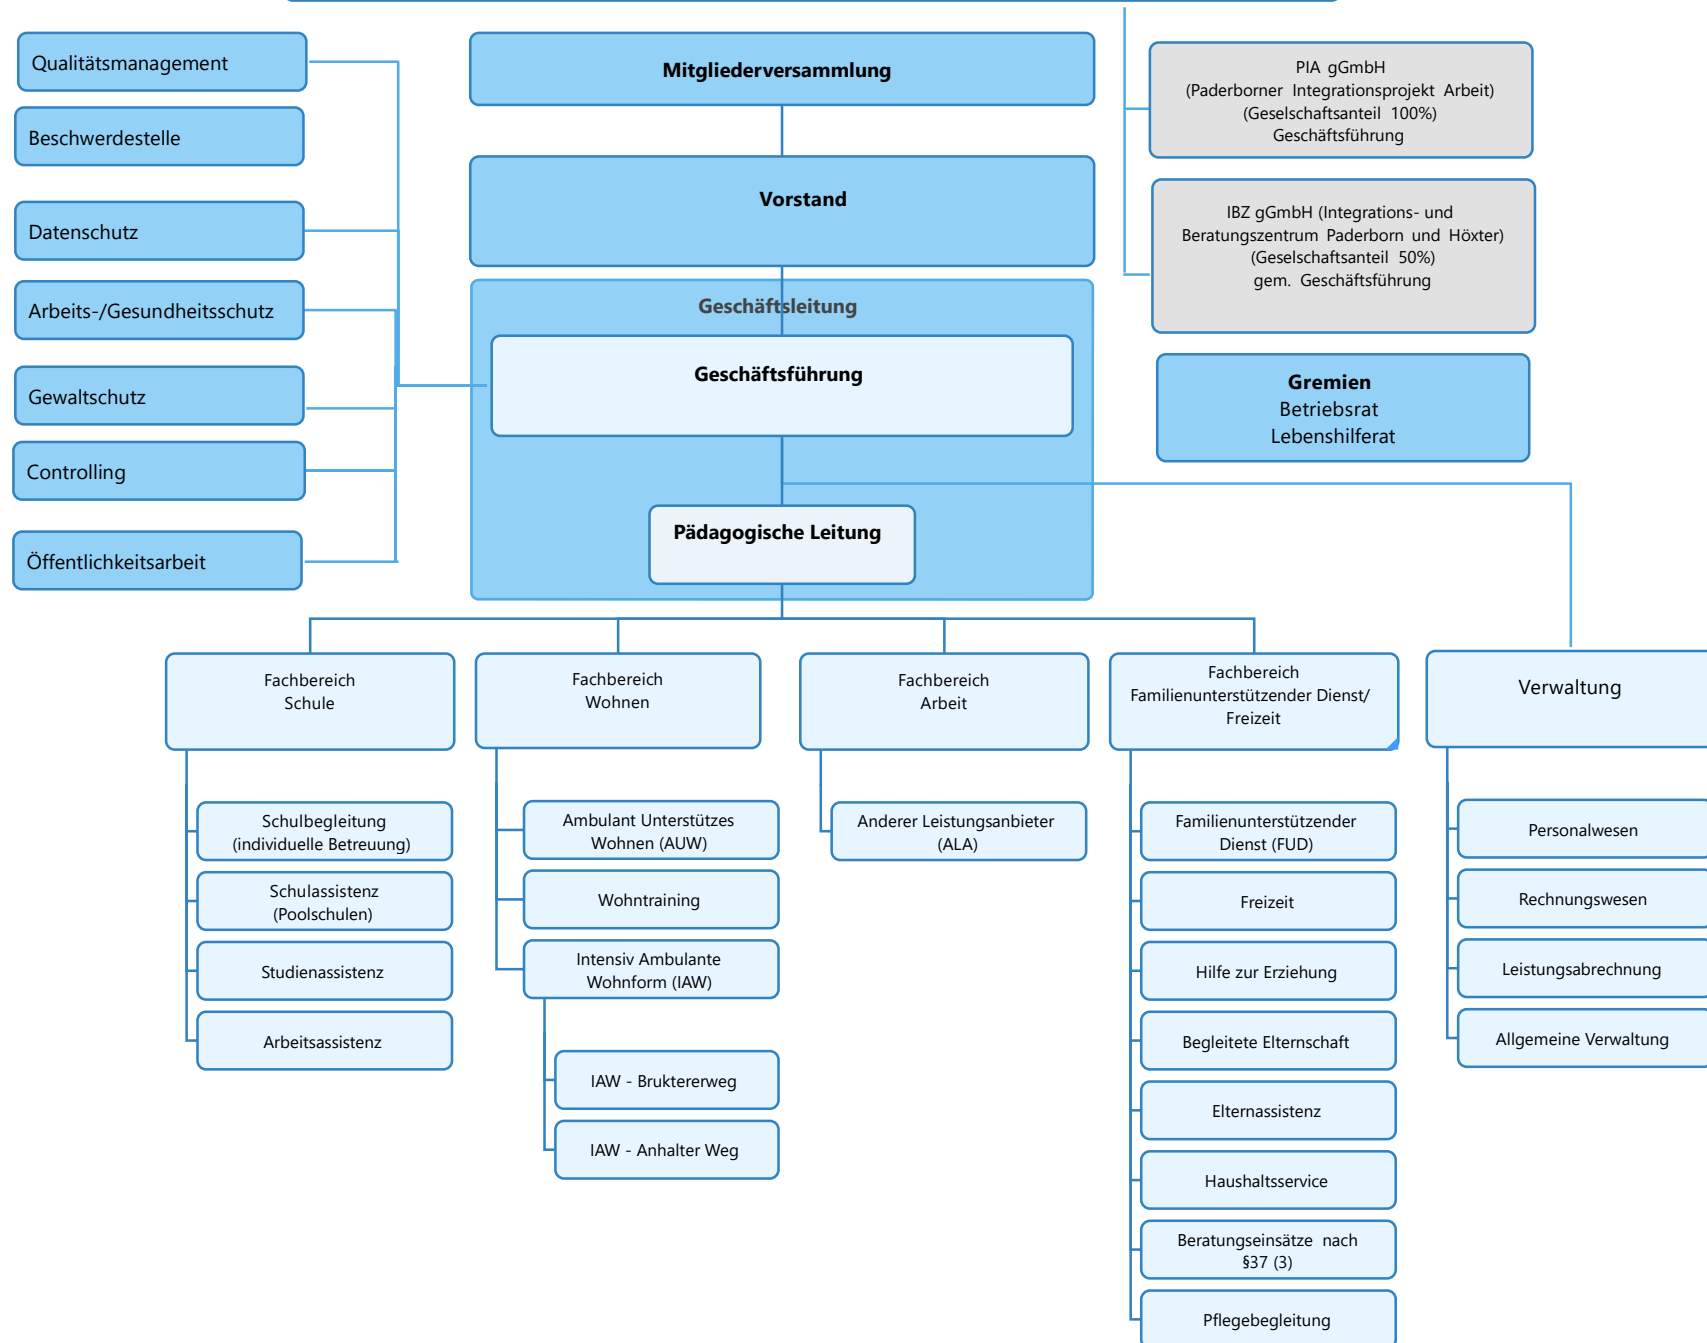 Qualitätsmanagement
Beschwerdestelle
Datenschutz
Arbeits-/Gesundheitsschutz
Gewaltschutz
Controlling
Öffentlichkeitsarbeit
Mitgliederversammlung
Vorstand
Geschäftsleitung
Geschäftsführung
Pädagogische Leitung
PIA gGmbH
(Paderborner Integrationsprojekt Arbeit)
(Geselschaftsanteil 100%)
Geschäftsführung
IBZ gGmbH (Integrations- und
Beratungszentrum Paderborn und Höxter)
(Geselschaftsanteil 50%)
gem. Geschäftsführung
Gremien
Betriebsrat
Lebenshilferat
Fachbereich
Schule
Schulbegleitung
(individuelle Betreuung)
Schulassistenz
(Poolschulen)
Studienassistenz
Arbeitsassistenz
Fachbereich
Wohnen
Ambulant Unterstützes
Wohnen (AUW)
Wohntraining
Intensiv Ambulante
Wohnform (IAW)
IAW - Bruktererweg
IAW - Anhalter Weg
Fachbereich
Arbeit
Anderer Leistungsanbieter
(ALA)
Fachbereich
Familienunterstützender Dienst/
Freizeit
Familienunterstützender
Dienst (FUD)
Freizeit
Hilfe zur Erziehung
Begleitete Elternschaft
Elternassistenz
Haushaltsservice
Beratungseinsätze nach
§37 (3)
Pflegebegleitung
Verwaltung
Personalwesen
Rechnungswesen
Leistungsabrechnung
Allgemeine Verwaltung